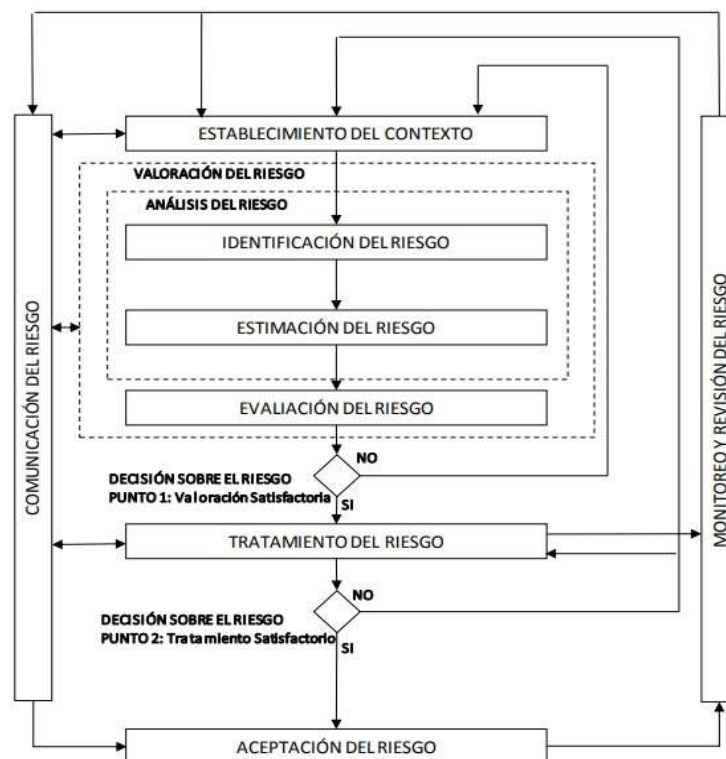 ESTABLECIMIENTO DEL CONTEXTO
VALORACIÓN DEL RIESGO
ANÁLISIS DEL RIESGO
IDENTIFICACIÓN DEL RIESGO
ESTIMACIÓN DEL RIESGO
EVALIACIÓN DEL RIESGO
NO
DECISIÓN SOBRE EL RIESGO
PUNTO 1: Valoración Satisfactoria
SI
TRATAMIENTO DEL RIESGO
NO
DECISIÓN SOBRE EL RIESGO
PUNTO 2: Tratamiento Satisfactorio
SI
ACEPTACIÓN DEL RIESGO
COMUNICACIÓN DEL RIESGO
MONITOREO Y REVISIÓN DEL RIESGO